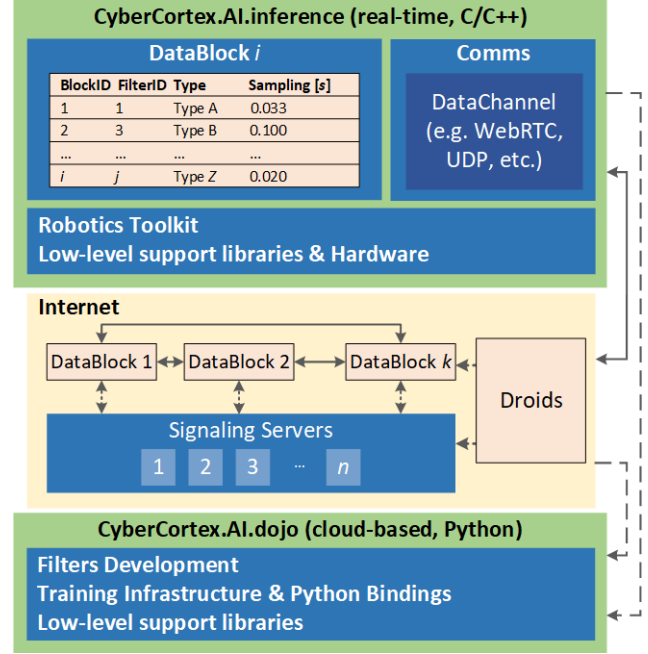 CyberCortex.AI.inference (real-time, C/C++)
DataBlock i
BlockID FilterID Type Sampling [s]
1 1 Type A 0.033
2 3 Type B 0.100
... ... ... ...
i j Type Z 0.020
Comms
DataChannel
(e.g. WebRTC,
UDP, etc.)
Robotics Toolkit
Low-level support libraries & Hardware
Internet
DataBlock 1 DataBlock 2 DataBlock k
Droids
Signaling Servers
1 2 3 ... n
CyberCortex.AI.dojo (cloud-based, Python)
Filters Development
Training Infrastructure & Python Bindings
Low-level support libraries